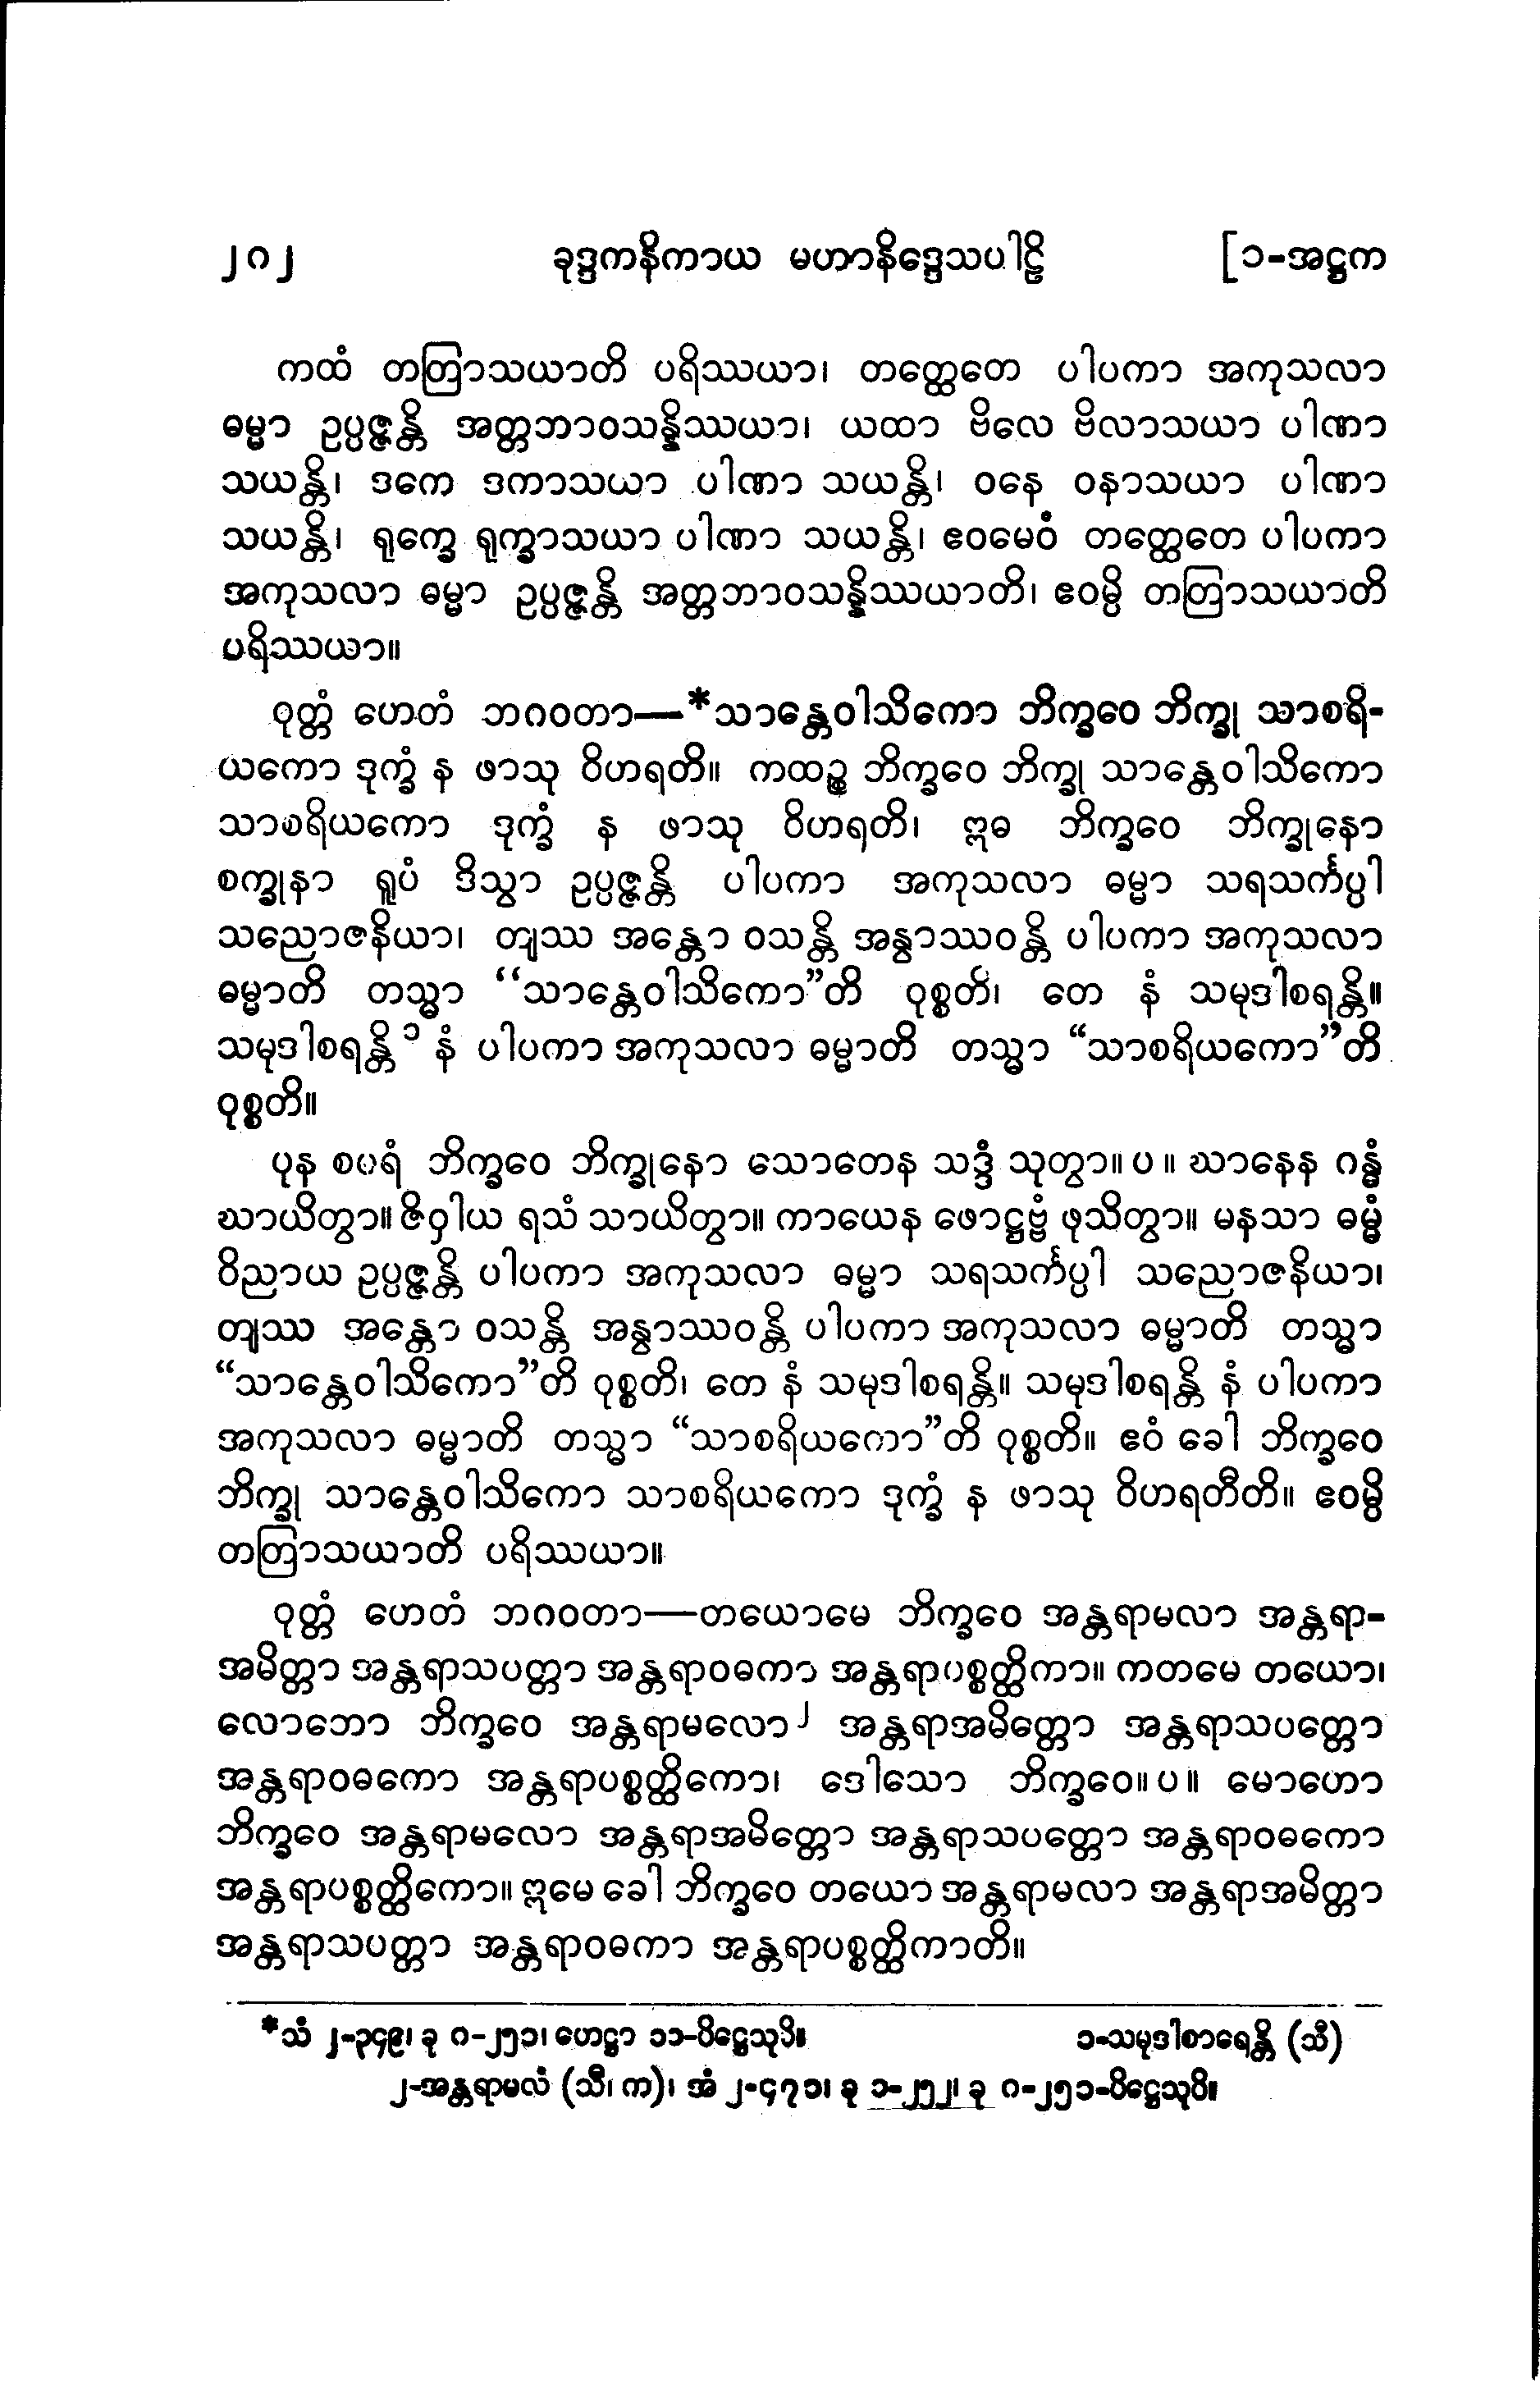 ၂၈၂ ခုဒ္ဒကနိကာယ မဟာနိဒ္ဒေသပါဠိ [၁-အဋ္ဌက
ကထံ တတြာသယာတိ ပရိဿယာ၊ တတ္ထေတေ ပါပကာ အကုသလာ
ဓမ္မာ ဥပ္ပဇ္ဇန္တိ အတ္တဘာဝသန္နိဿယာ၊ ယထာ ဗိလေ ဗိလာသယာ ပါဏာ
သယန္တိ၊ ဒကေ ဒကာသယာ ပါဏာ သယန္တိ၊ ဝနေ ဝနာသယာ ပါဏာ
သယန္တိ၊ ရုက္ခေ ရုက္ခာသယာ ပါဏာ သယန္တိ၊ ဧဝမေဝံ တတ္ထေတေ ပါပကာ
အကုသလာ ဓမ္မာ ဥပ္ပဇ္ဇန္တိ အတ္တဘာဝသန္နိဿယာတိ၊ ဧဝမ္ပိ တတြာသယာတိ
ပရိဿယာ။
ဝုတ္တံ ဟေတံ ဘဂဝတာ—*သာန္တေဝါသိကော ဘိက္ခဝေ ဘိက္ခု သာစရိ-
ယကော ဒုက္ခံ န ဖာသု ဝိဟရတိ။ ကထဉ္စ ဘိက္ခဝေ ဘိက္ခု သာန္တေဝါသိကော
သာစရိယကော ဒုက္ခံ န ဖာသု ဝိဟရတိ၊ ဣဓ ဘိက္ခဝေ ဘိက္ခုနော
စက္ခုနာ ရူပံ ဒိသွာ ဥပ္ပဇ္ဇန္တိ ပါပကာ အကုသလာ ဓမ္မာ သရသင်္ကပ္ပါ
သညောဇနိယာ၊ တျဿ အန္တော ဝသန္တိ အနွာဿဝန္တိ ပါပကာ အကုသလာ
ဓမ္မာတိ တသ္မာ “သာန္တေဝါသိကော”တိ ဝုစ္စတိ၊ တေ နံ သမုဒါစရန္တိ။
သမုဒါစရန္တိ ၁ နံ ပါပကာ အကုသလာ ဓမ္မာတိ တသ္မာ “သာစရိယကော”တိ
ဝုစ္စတိ။
ပုန စပရံ ဘိက္ခဝေ ဘိက္ခုနော သောတေန သဒ္ဒံ သုတွာ။ ပ ။ ဃာနေန ဂန္ဓံ
ဃာယိတွာ။ ဇိဝှါယ ရသံ သာယိတွာ။ ကာယေန ဖောဋ္ဌဗ္ဗံ ဖုသိတွာ။ မနသာ ဓမ္မံ
ဝိညာယ ဥပ္ပဇ္ဇန္တိ ပါပကာ အကုသလာ ဓမ္မာ သရသင်္ကပ္ပါ သညောဇနိယာ၊
တျဿ အန္တော ဝသန္တိ အနွာဿဝန္တိ ပါပကာ အကုသလာ ဓမ္မာတိ တသ္မာ
“သာန္တေဝါသိကော”တိ ဝုစ္စတိ၊ တေ နံ သမုဒါစရန္တိ။ သမုဒါစရန္တိ နံ ပါပကာ
အကုသလာ ဓမ္မာတိ တသ္မာ “သာစရိယကော”တိ ဝုစ္စတိ။ ဧဝံ ခေါ ဘိက္ခဝေ
ဘိက္ခု သာန္တေဝါသိကော သာစရိယကော ဒုက္ခံ န ဖာသု ဝိဟရတီတိ။ ဧဝမ္ပိ
တတြာသယာတိ ပရိဿယာ။
ဝုတ္တံ ဟေတံ ဘဂဝတာ—တယောမေ ဘိက္ခဝေ အန္တရာမလာ အန္တရာ-
အမိတ္တာ အန္တရာသပတ္တာ အန္တရာဝဓကာ အန္တရာပစ္စတ္ထိကာ။ ကတမေ တယော၊
လောဘော ဘိက္ခဝေ အန္တရာမလော ၂ အန္တရာအမိတ္တော အန္တရာသပတ္တော
အန္တရာဝဓကော အန္တရာပစ္စတ္ထိကော၊ ဒေါသော ဘိက္ခဝေ။ ပ ။ မောဟော
ဘိက္ခဝေ အန္တရာမလော အန္တရာအမိတ္တော အန္တရာသပတ္တော အန္တရာဝဓကော
အန္တရာပစ္စတ္ထိကော။ ဣမေ ခေါ ဘိက္ခဝေ တယော အန္တရာမလာ အန္တရာအမိတ္တာ
အန္တရာသပတ္တာ အန္တရာဝဓကာ အန္တရာပစ္စတ္ထိကာတိ။
*သံ ၂-၃၄၉၊ ခု ၈-၂၅၁၊ ဟေဋ္ဌာ ၁၁-ပိဋ္ဌေသုပိ။ ၁-သမုဒါစာရေန္တိ (သီ)
၂-အန္တရာမလံ (သီ၊ က)၊ အံ ၂-၄၇၁၊ ခု ၁-၂၅၂၊ ခု ၈-၂၅၁-ပိဋ္ဌေသုပိ။